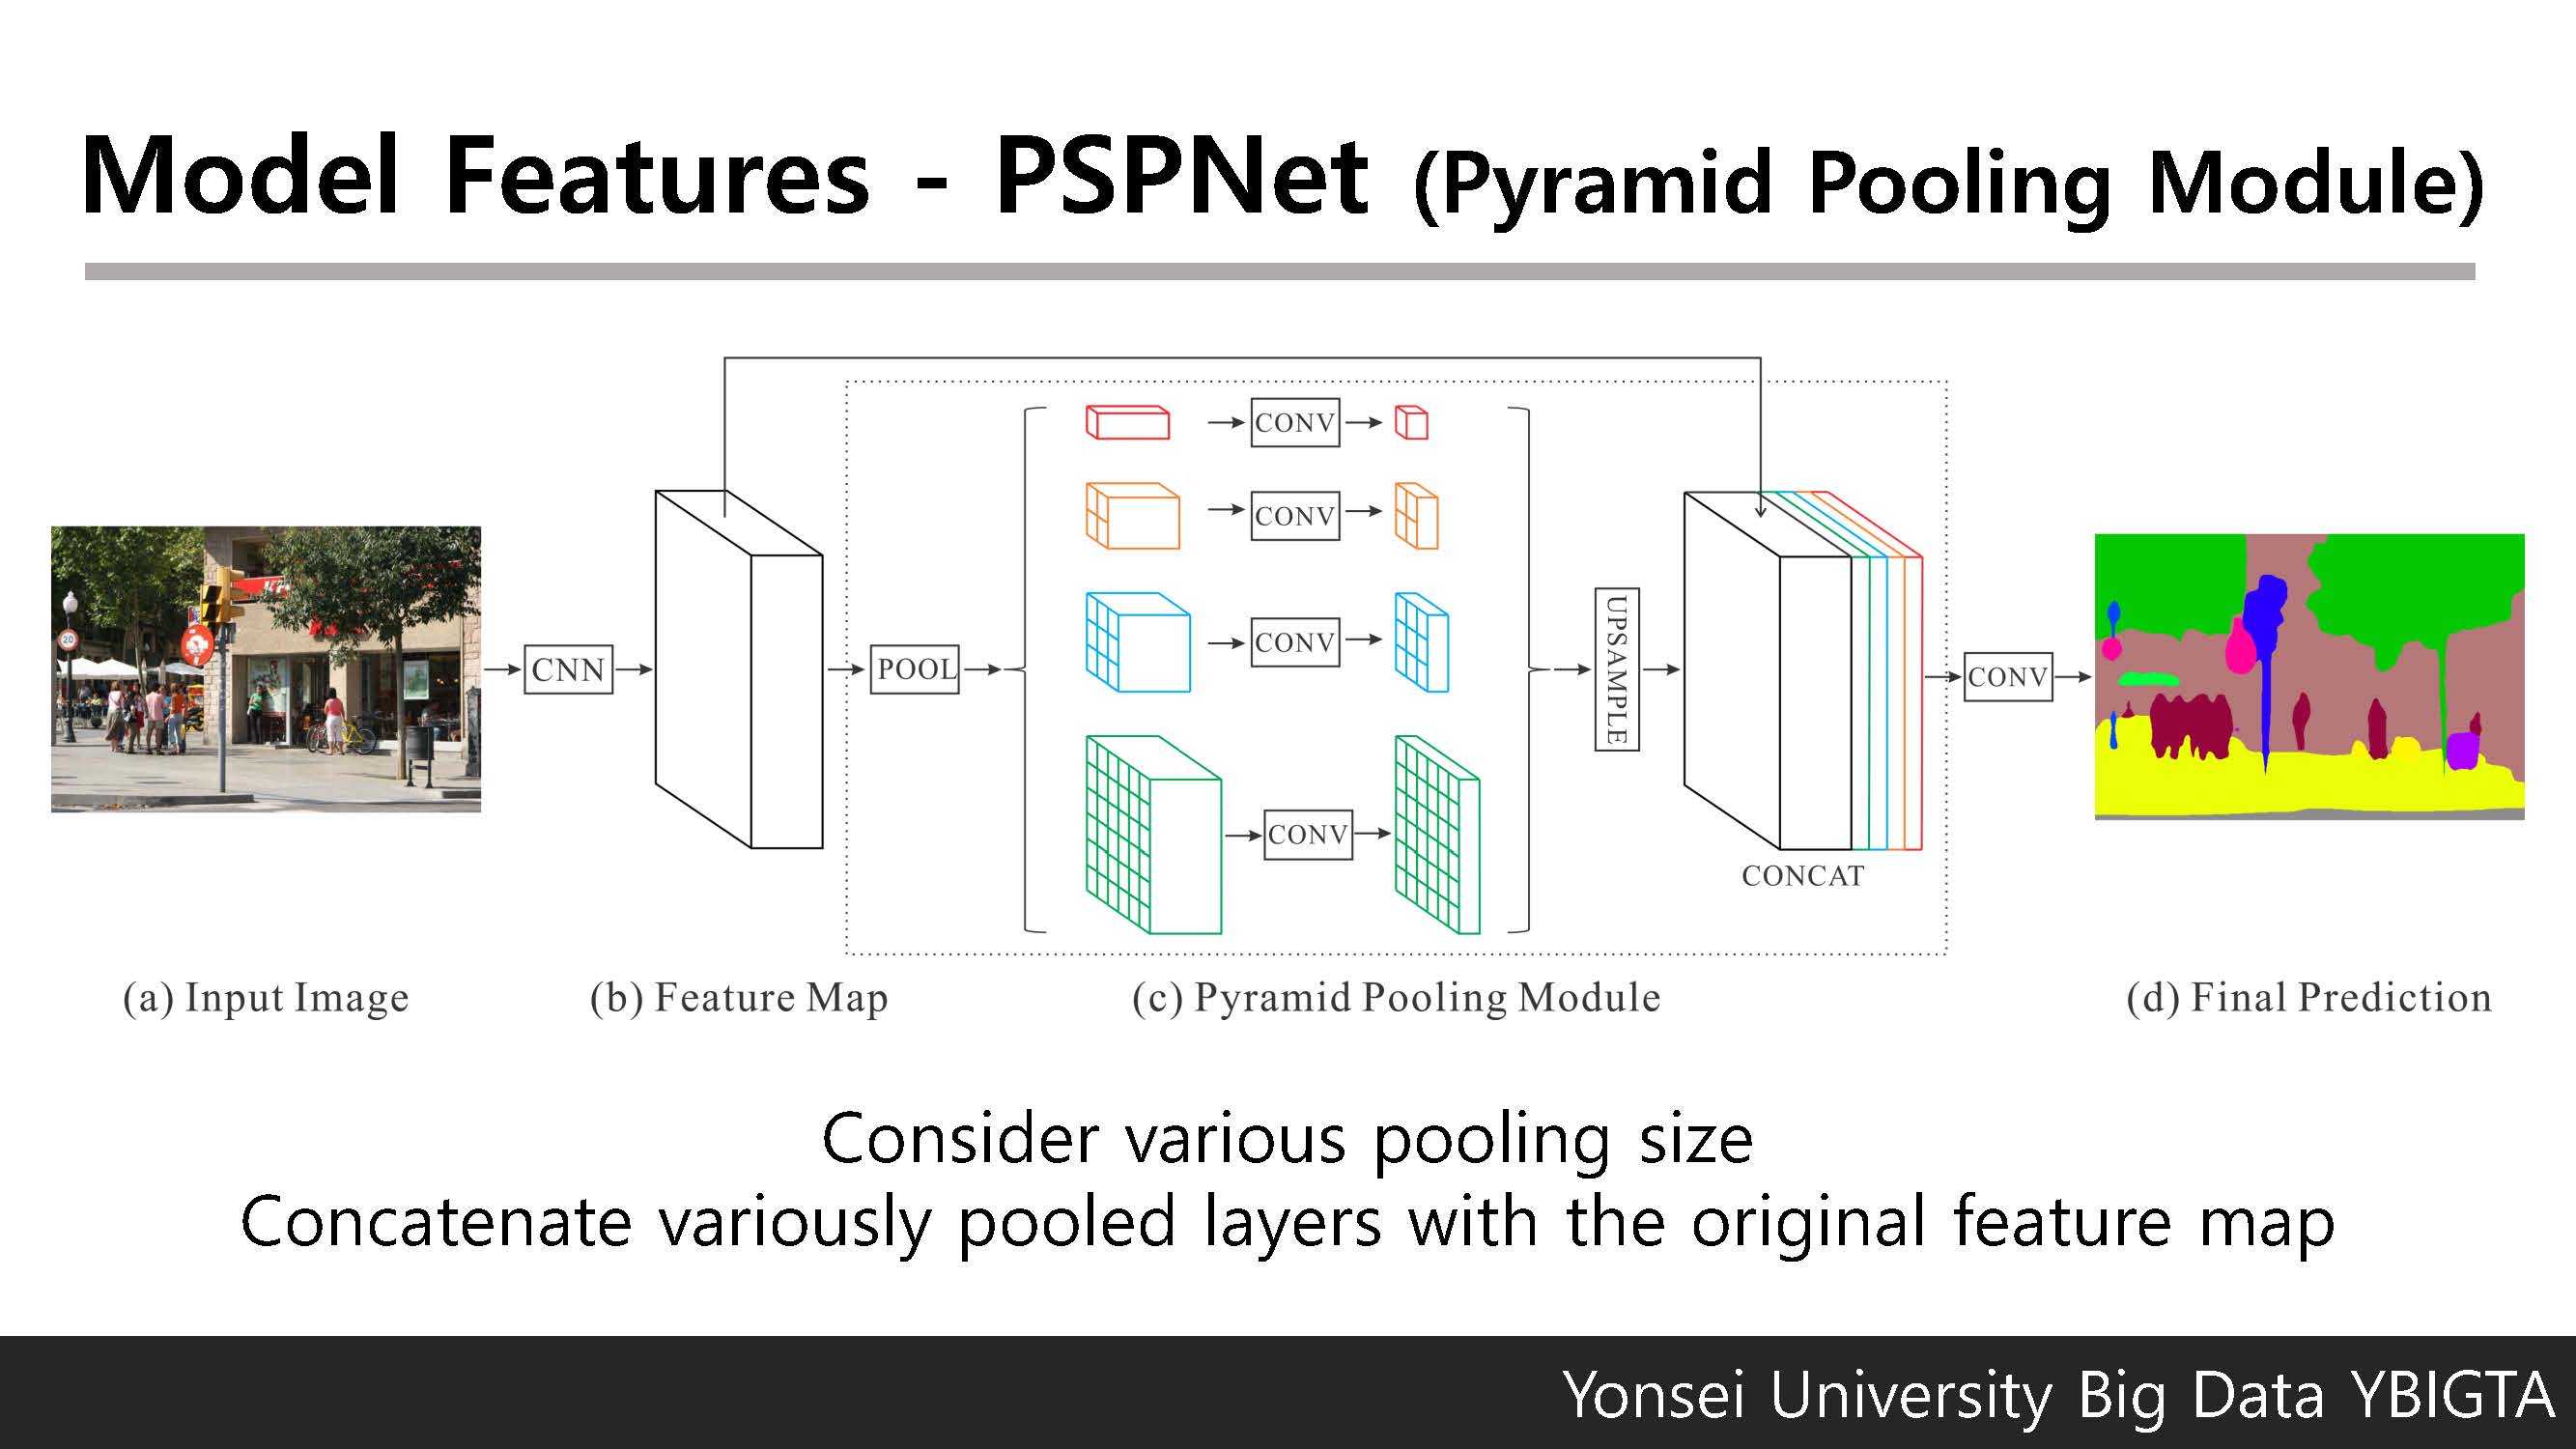 Model Features - PSPNet (Pyramid Pooling Module)
CONV
CONV
CONV
CONV
CNN
POOL
UPSAMPLE
CONCAT
CONV
20
(a) Input Image
(b) Feature Map
(c) Pyramid Pooling Module
(d) Final Prediction
Consider various pooling size
Concatenate variously pooled layers with the original feature map
Yonsei University Big Data YBIGTA